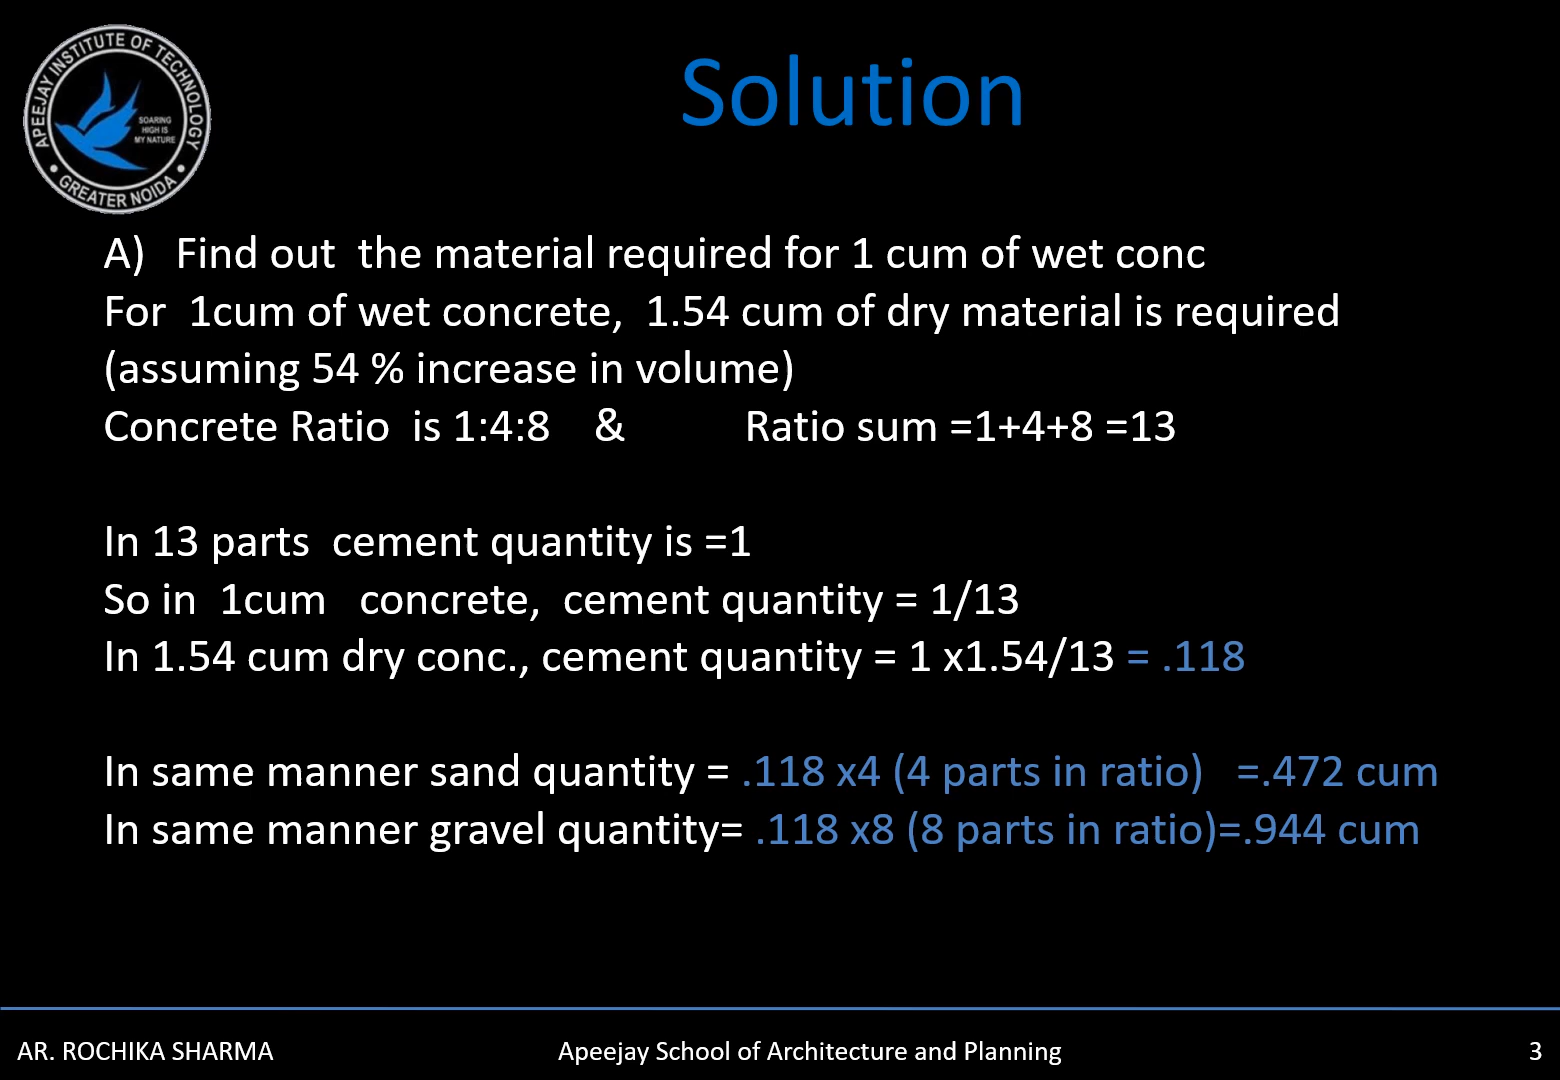 APEEJAY INSTITUTE OF TECHNOLOGY
SOARING
HIGH IS
MY NATURE
• GREATER NOIDA •
Solution
A) Find out the material required for 1 cum of wet conc
For 1cum of wet concrete, 1.54 cum of dry material is required
(assuming 54 % increase in volume)
Concrete Ratio is 1:4:8 & Ratio sum =1+4+8 =13
In 13 parts cement quantity is =1
So in 1cum concrete, cement quantity = 1/13
In 1.54 cum dry conc., cement quantity = 1 x1.54/13 = .118
In same manner sand quantity = .118 x4 (4 parts in ratio) =.472 cum
In same manner gravel quantity= .118 x8 (8 parts in ratio)=.944 cum
AR. ROCHIKA SHARMA
Apeejay School of Architecture and Planning
3